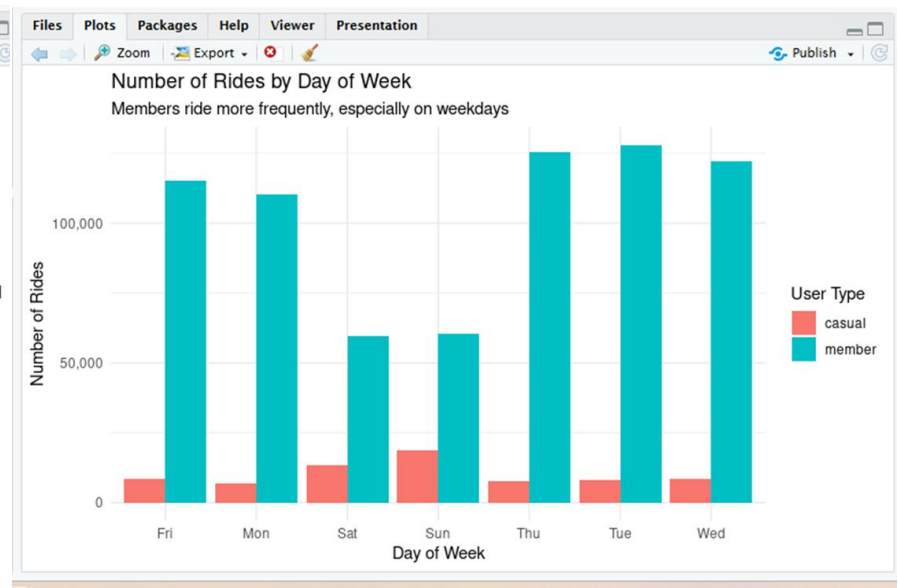 Files Plots Packages Help Viewer Presentation
Zoom Export Publish
Number of Rides by Day of Week
Members ride more frequently, especially on weekdays
100,000
50,000
0
Number of Rides
Fri Mon Sat Sun Thu Tue Wed
Day of Week
User Type
casual
member